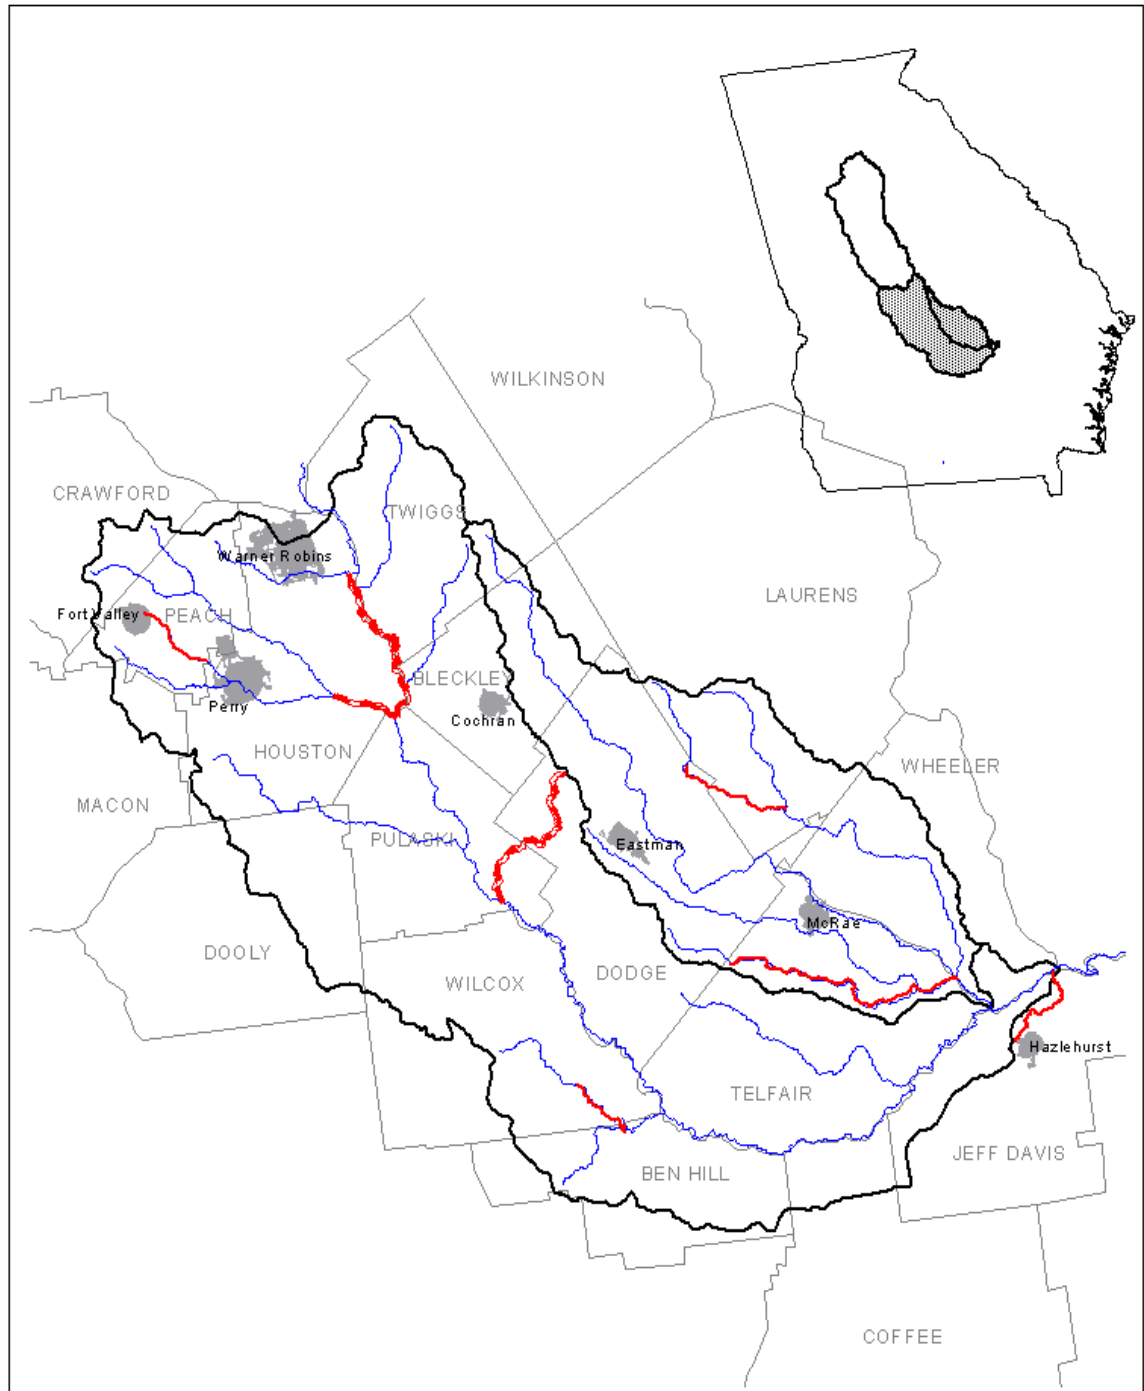 WILKINSON
CRAWFORD
TWIGGS
Warner Robins
LAURENS
Fort Valley
PEACH
BLECKLEY
Perry
Cochran
HOUSTON
WHEELER
MACON
PULASKI
Eastman
McRae
DOOLY
DODGE
WILCOX
Hazlehurst
TELFAIR
JEFF DAVIS
BEN HILL
COFFEE